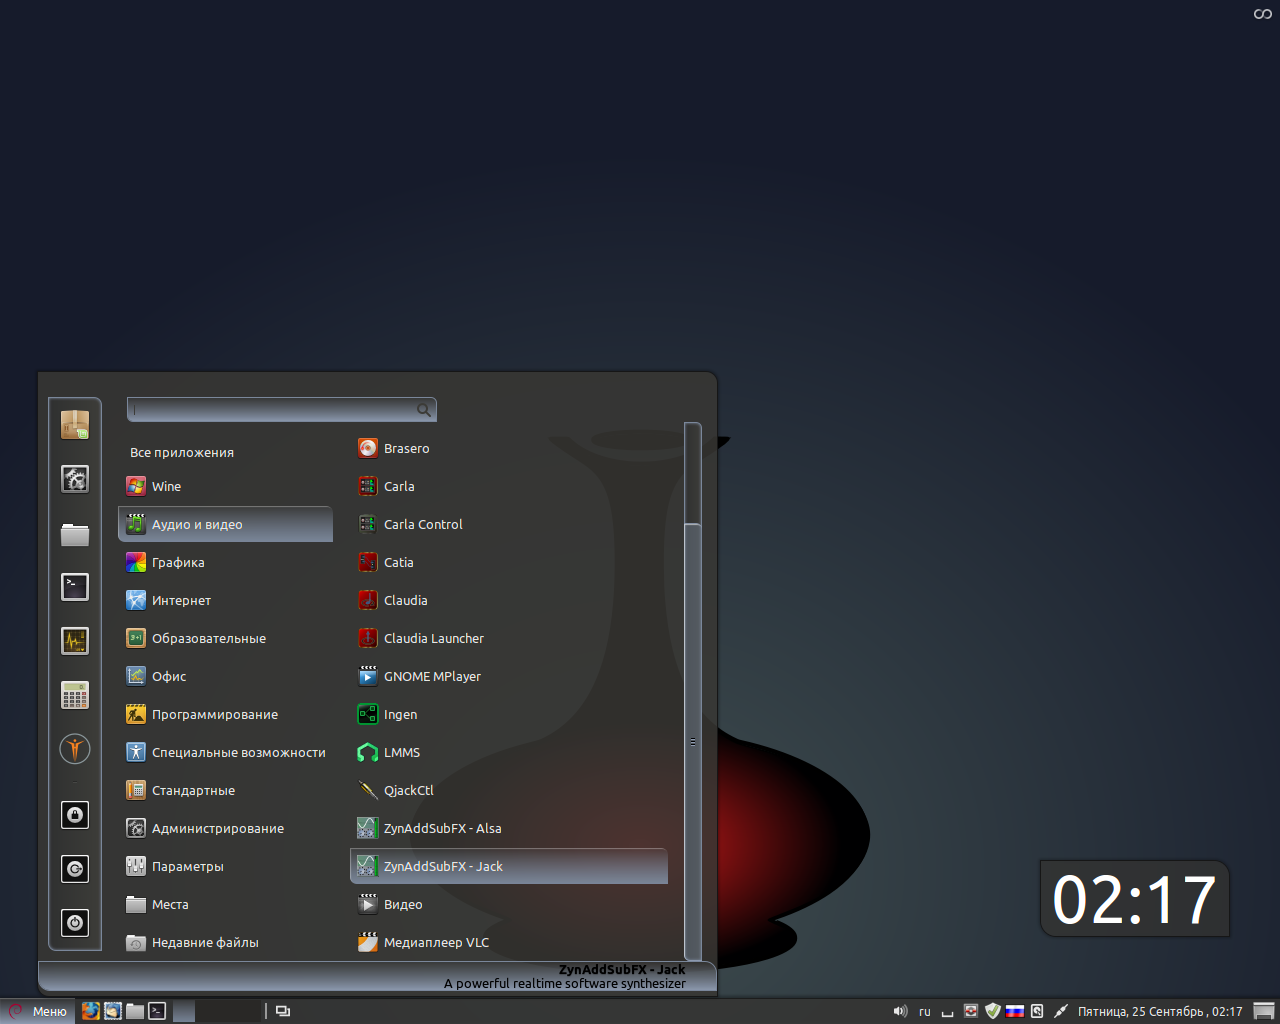 Все приложения
Wine
Аудио и видео
Графика
Интернет
Образовательные
Офис
Программирование
Специальные возможности
Стандартные
Администрирование
Параметры
Места
Недавние файлы
Brasero
Carla
Carla Control
Catia
Claudia
Claudia Launcher
GNOME MPlayer
Ingen
LMMS
QjackCtl
ZynAddSubFX - Alsa
ZynAddSubFX - Jack
Видео
Медиаплеер VLC
ZynAddSubFX - Jack
A powerful realtime software synthesizer
02:17
Меню
ru
Пятница, 25 Сентябрь , 02:17